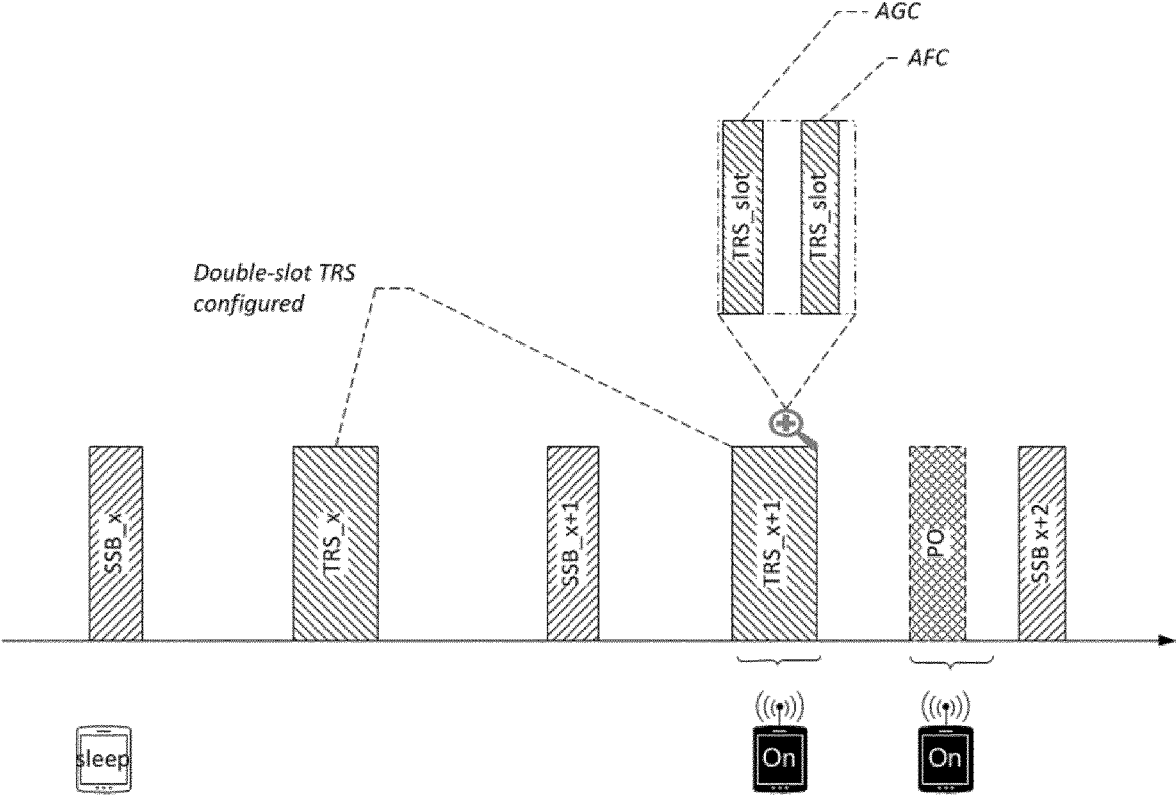 AGC
AFC
TRS_slot
TRS_slot
Double-slot TRS
configured
SSB_x
TRS_x
SSB_x+1
TRS_x+1
PO
SSB x+2
sleep
On
On